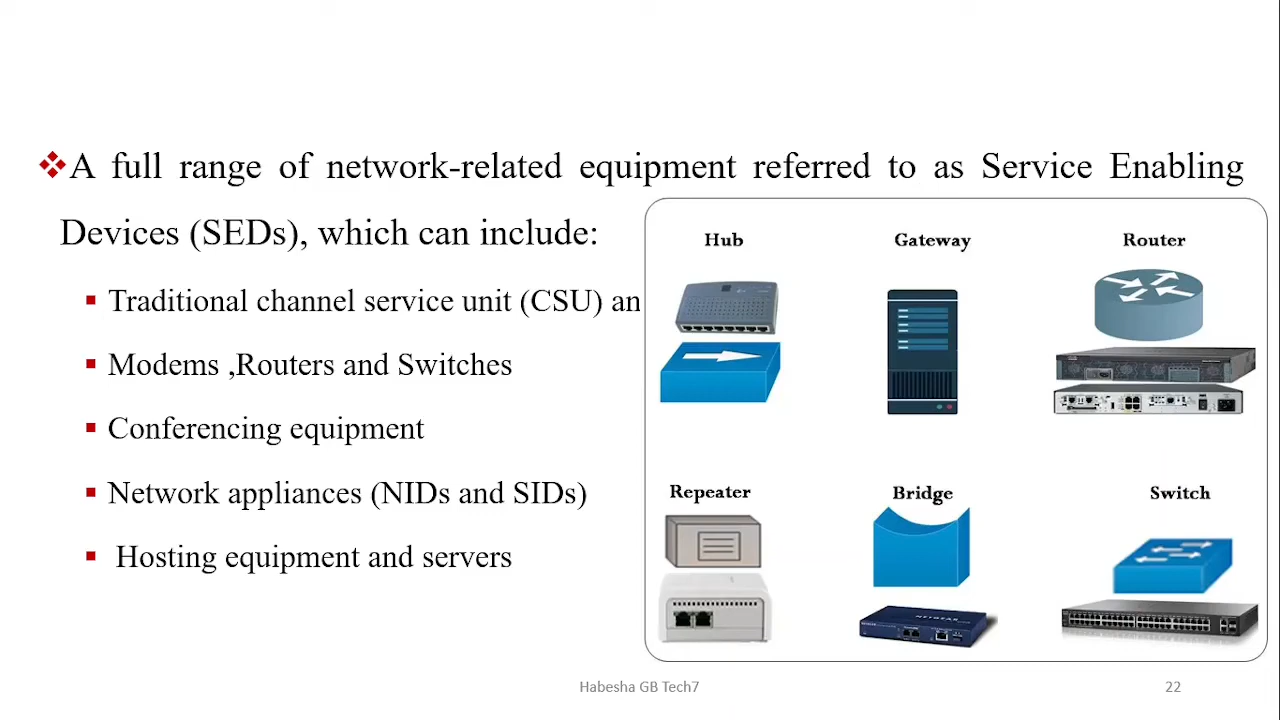 ❖A full range of network-related equipment referred to as Service Enabling
Devices (SEDs), which can include:
▪ Traditional channel service unit (CSU) an
▪ Modems ,Routers and Switches
▪ Conferencing equipment
▪ Network appliances (NIDs and SIDs)
▪ Hosting equipment and servers
Hub Gateway Router
Repeater Bridge Switch
NETGEAR
Habesha GB Tech7 22